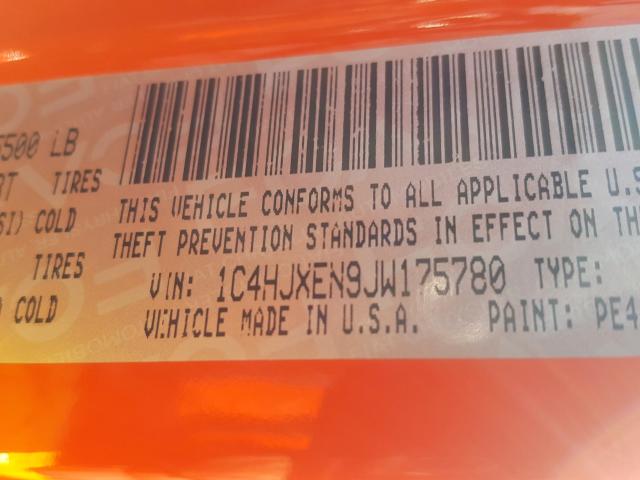 5500 LB
TIRES
SI) COLD
TIRES
) COLD
THIS VEHICLE CONFORMS TO ALL APPLICABLE U.S
THEFT PREVENTION STANDARDS IN EFFECT ON TH
VIN: 1C4HJXEN9JW175780 TYPE:
VEHICLE MADE IN U.S.A. PAINT: PE4